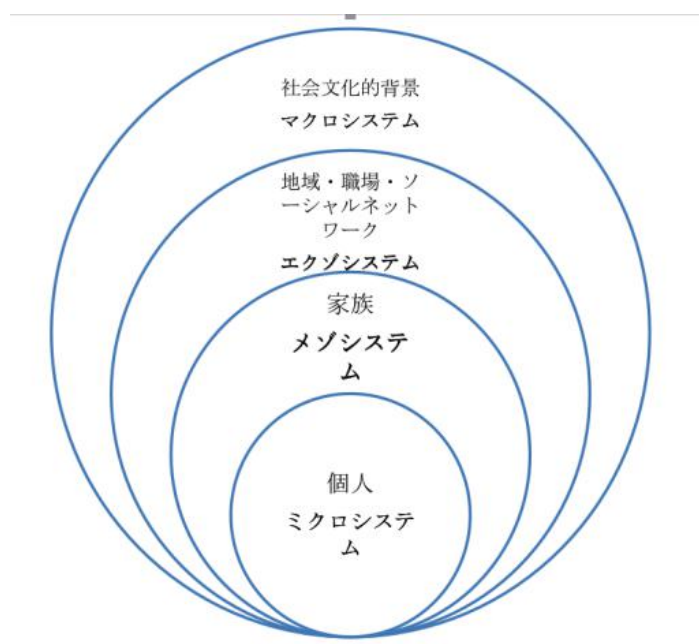 社会文化的背景
マクロシステム
地域・職場・ソ
ーシャルネット
ワーク
エクゾシステム
家族
メゾシステ
ム
個人
ミクロシステ
ム